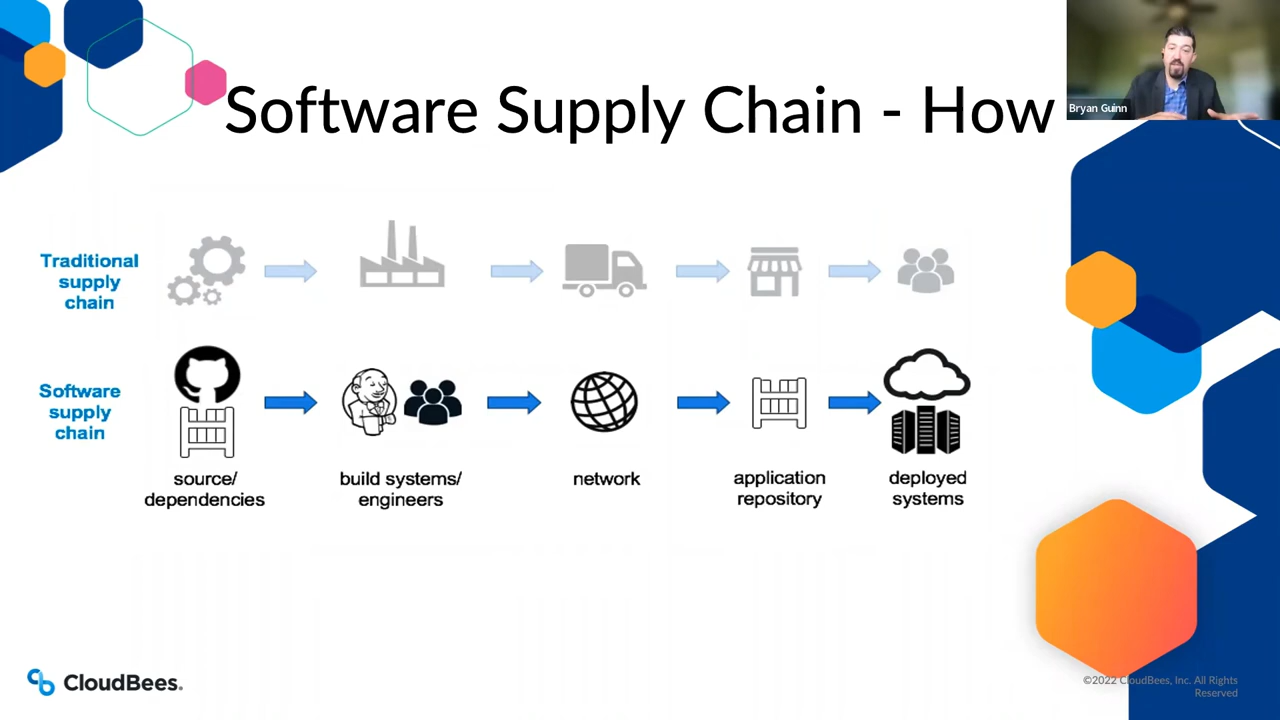 Software Supply Chain - How
Bryan Guinn
Traditional
supply
chain
Software
supply
chain
source/
dependencies
build systems/
engineers
network
application
repository
deployed
systems
CloudBees.
©2022 CloudBees, Inc. All Rights
Reserved